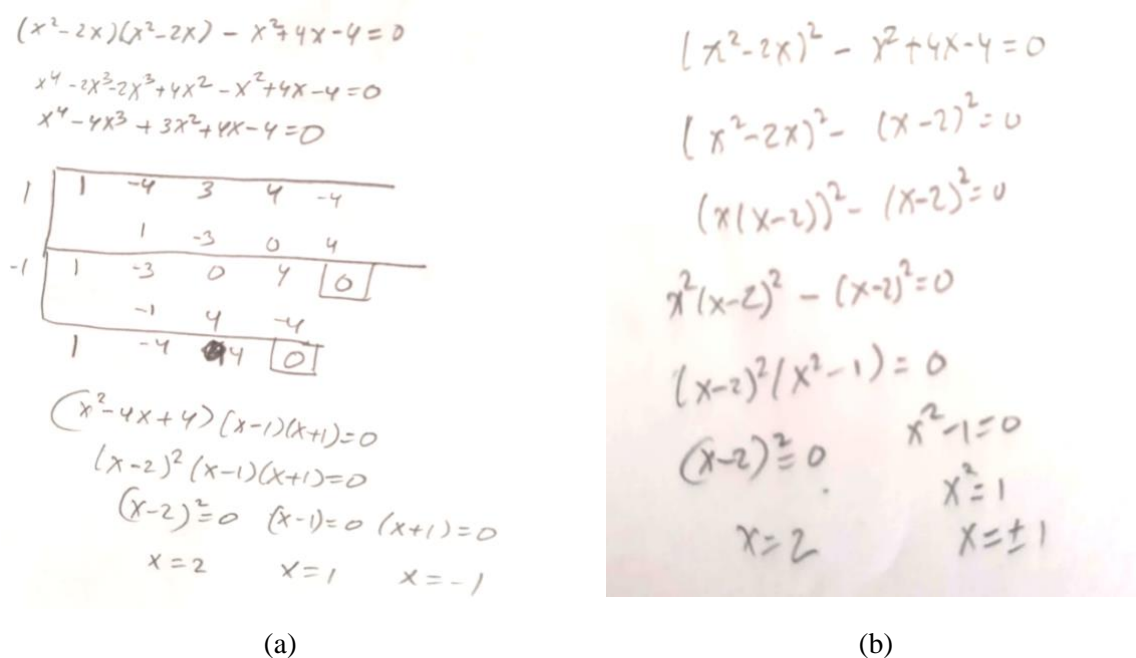 (x²-2x)(x²-2x) - x²+4x-4=0
x⁴-2x³-2x³+4x²-x²+4x-4=0
x⁴-4x³+3x²+4x-4=0
1 1 -4 3 4 -4
1 -3 0 4
-1 1 -3 0 4 0
-1 4 -4
1 -4 4 0
(x²-4x+4)(x-1)(x+1)=0
(x-2)²(x-1)(x+1)=0
(x-2)²=0 (x-1)=0 (x+1)=0
x=2 x=1 x=-1
(a)
(x²-2x)² - x²+4x-4=0
(x²-2x)² - (x-2)²=0
(x(x-2))² - (x-2)²=0
x²(x-2)² - (x-2)²=0
(x-2)²(x²-1)=0
(x-2)²=0 x²-1=0
x²=1
x=2 x=±1
(b)